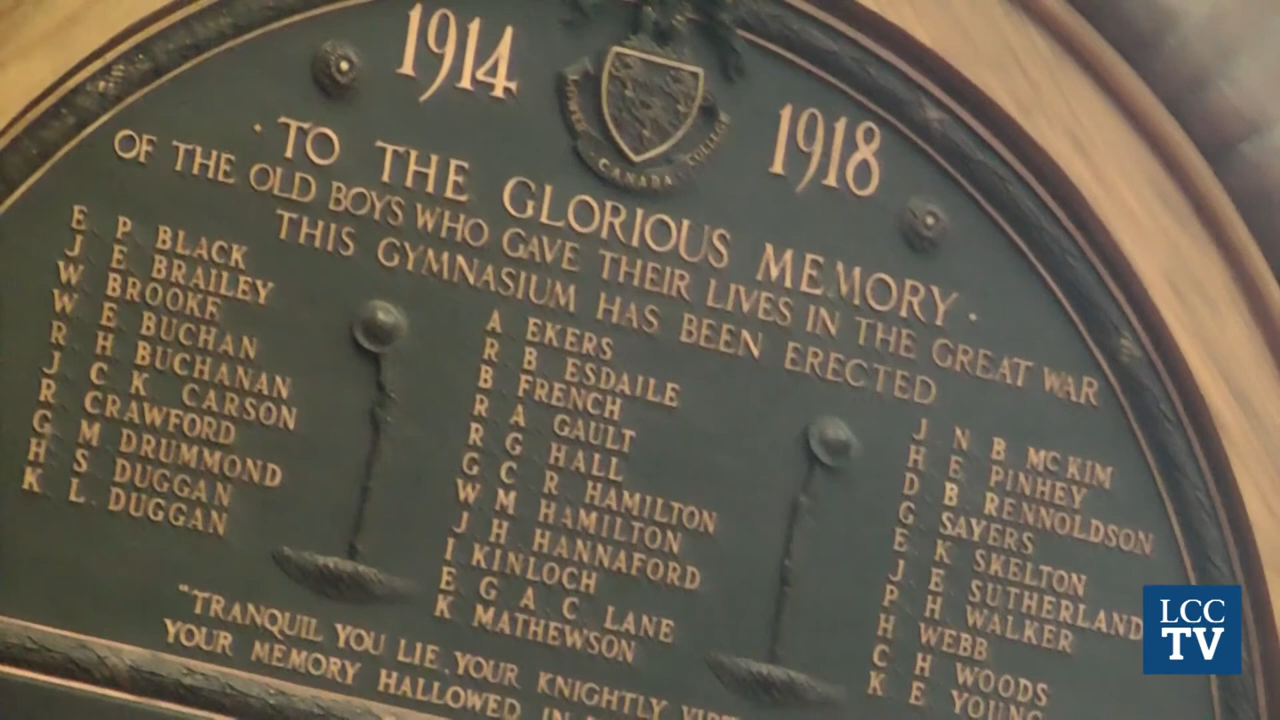 1914
1918
LOWER CANADA COLLEGE
· TO THE GLORIOUS MEMORY ·
OF THE OLD BOYS WHO GAVE THEIR LIVES IN THE GREAT WAR
THIS GYMNASIUM HAS BEEN ERECTED
E. P. BLACK
J. E. BRAILEY
W. BROOKE
W. E. BUCHAN
R. H. BUCHANAN
J. C. K. CARSON
R. CRAWFORD
G. M. DRUMMOND
H. S. DUGGAN
K. L. DUGGAN
A. EKERS
R. B. ESDAILE
B. FRENCH
R. A. GAULT
R. G. HALL
G. C. R. HAMILTON
W. M. HAMILTON
J. H. HANNAFORD
I. KINLOCH
E. G. A. C. LANE
K. MATHEWSON
J. N. B. MCKIM
H. E. PINHEY
D. B. RENNOLDSON
G. SAYERS
E. K. SKELTON
J. E. SUTHERLAND
P. H. WALKER
H. WEBB
C. H. WOODS
K. E. YOUNG
"TRANQUIL YOU LIE, YOUR KNIGHTLY
YOUR MEMORY HALLOWED IN
LCC
TV